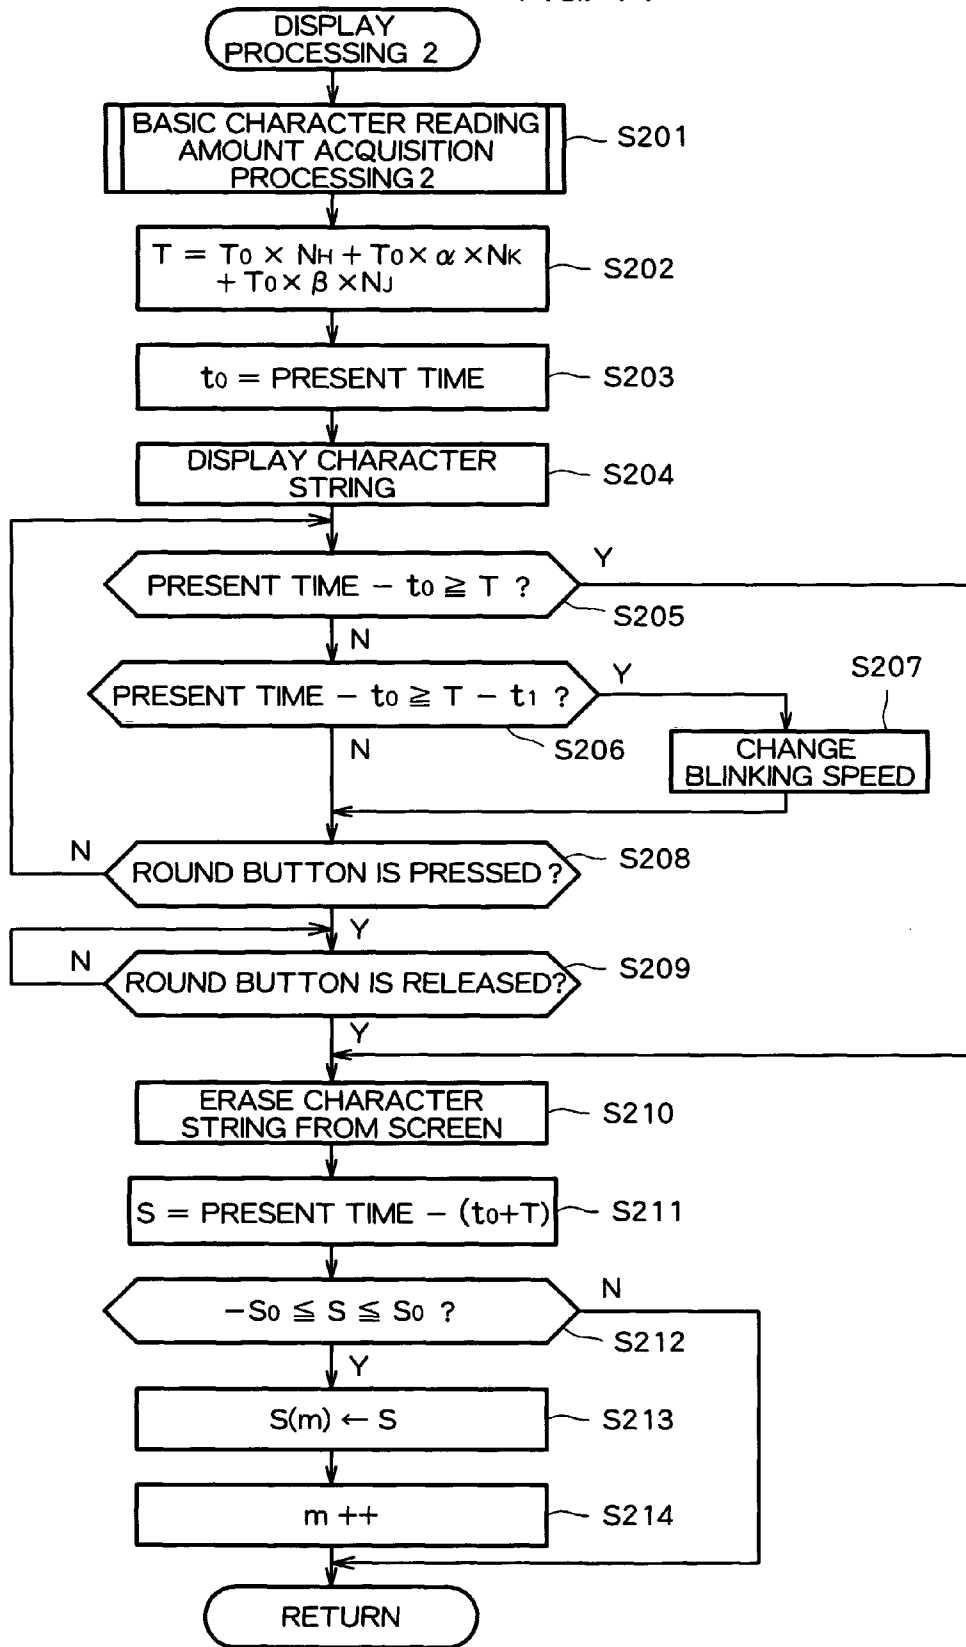 DISPLAY
PROCESSING 2
BASIC CHARACTER READING
AMOUNT ACQUISITION
PROCESSING 2
S201
T = T0 × NH + T0 × α × NK
+ T0 × β × NJ
S202
t0 = PRESENT TIME
S203
DISPLAY CHARACTER
STRING
S204
PRESENT TIME − t0 ≧ T ?
Y
S205
N
PRESENT TIME − t0 ≧ T − t1 ?
Y
S206
N
S207
CHANGE
BLINKING SPEED
N
ROUND BUTTON IS PRESSED ?
S208
Y
N
ROUND BUTTON IS RELEASED?
S209
Y
ERASE CHARACTER
STRING FROM SCREEN
S210
S = PRESENT TIME − (t0+T)
S211
−S0 ≦ S ≦ S0 ?
N
S212
Y
S(m) ← S
S213
m ++
S214
RETURN